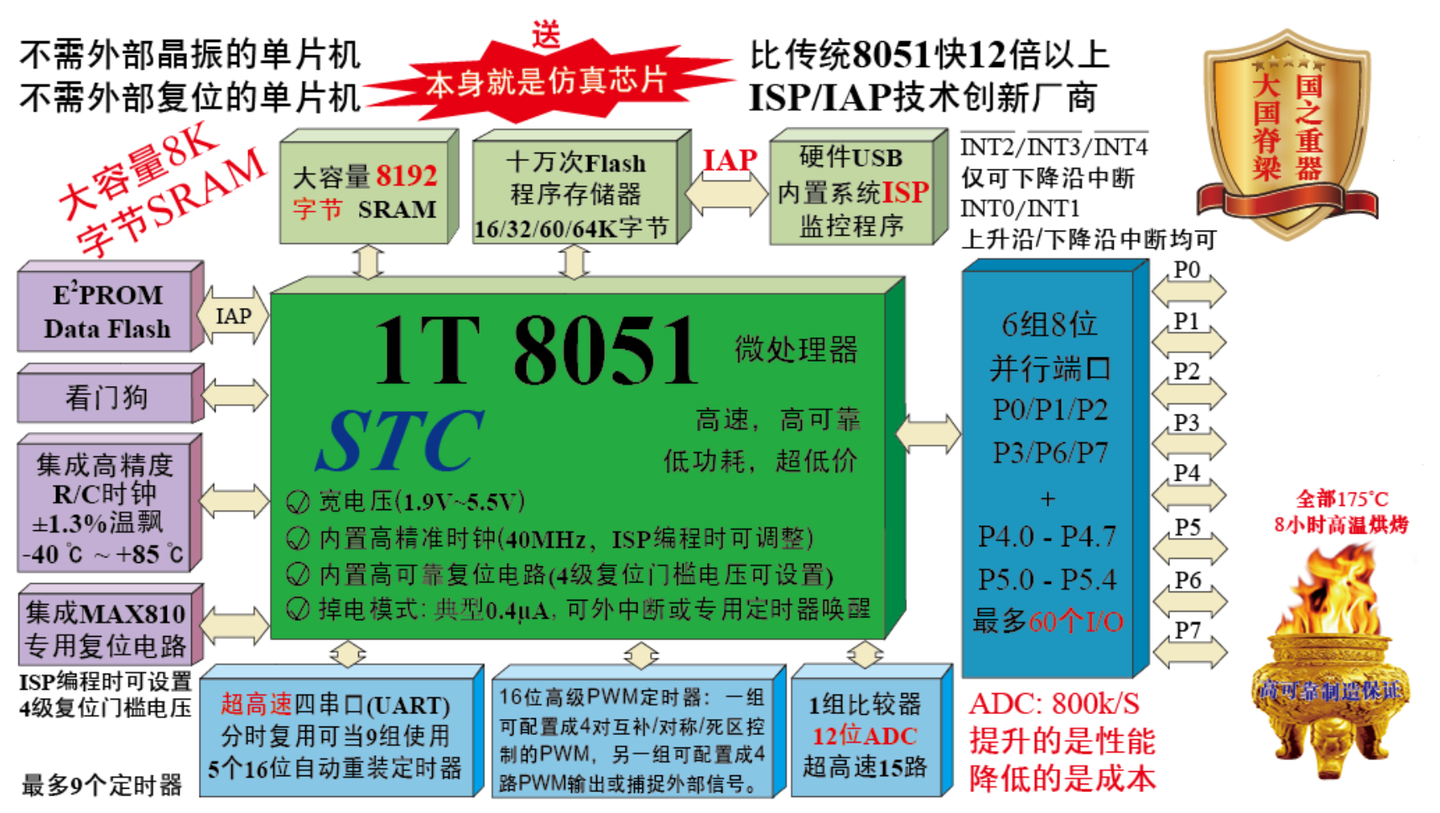 不需外部晶振的单片机
不需外部复位的单片机
送
本身就是仿真芯片
比传统8051快12倍以上
ISP/IAP技术创新厂商
国之重器
大国脊梁
大容量8K
字节SRAM
大容量 8192
字节 SRAM
十万次Flash
程序存储器
16/32/60/64K字节
IAP
硬件USB
内置系统ISP
监控程序
INT2/INT3/INT4
仅可下降沿中断
INT0/INT1
上升沿/下降沿中断均可
E²PROM
Data Flash
IAP
看门狗
集成高精度
R/C时钟
±1.3%温飘
-40℃ ~ +85℃
集成MAX810
专用复位电路
ISP编程时可设置
4级复位门槛电压
最多9个定时器
1T 8051 微处理器
STC
高速，高可靠
低功耗，超低价
宽电压(1.9V~5.5V)
内置高精准时钟(40MHz，ISP编程时可调整)
内置高可靠复位电路(4级复位门槛电压可设置)
掉电模式: 典型0.4μA, 可外中断或专用定时器唤醒
6组8位
并行端口
P0/P1/P2
P3/P6/P7
+
P4.0 - P4.7
P5.0 - P5.4
最多60个I/O
P0
P1
P2
P3
P4
P5
P6
P7
超高速四串口(UART)
分时复用可当9组使用
5个16位自动重装定时器
16位高级PWM定时器：一组
可配置成4对互补/对称/死区控
制的PWM，另一组可配置成4
路PWM输出或捕捉外部信号。
1组比较器
12位ADC
超高速15路
ADC: 800k/S
提升的是性能
降低的是成本
全部175℃
8小时高温烘烤
高可靠制造保证